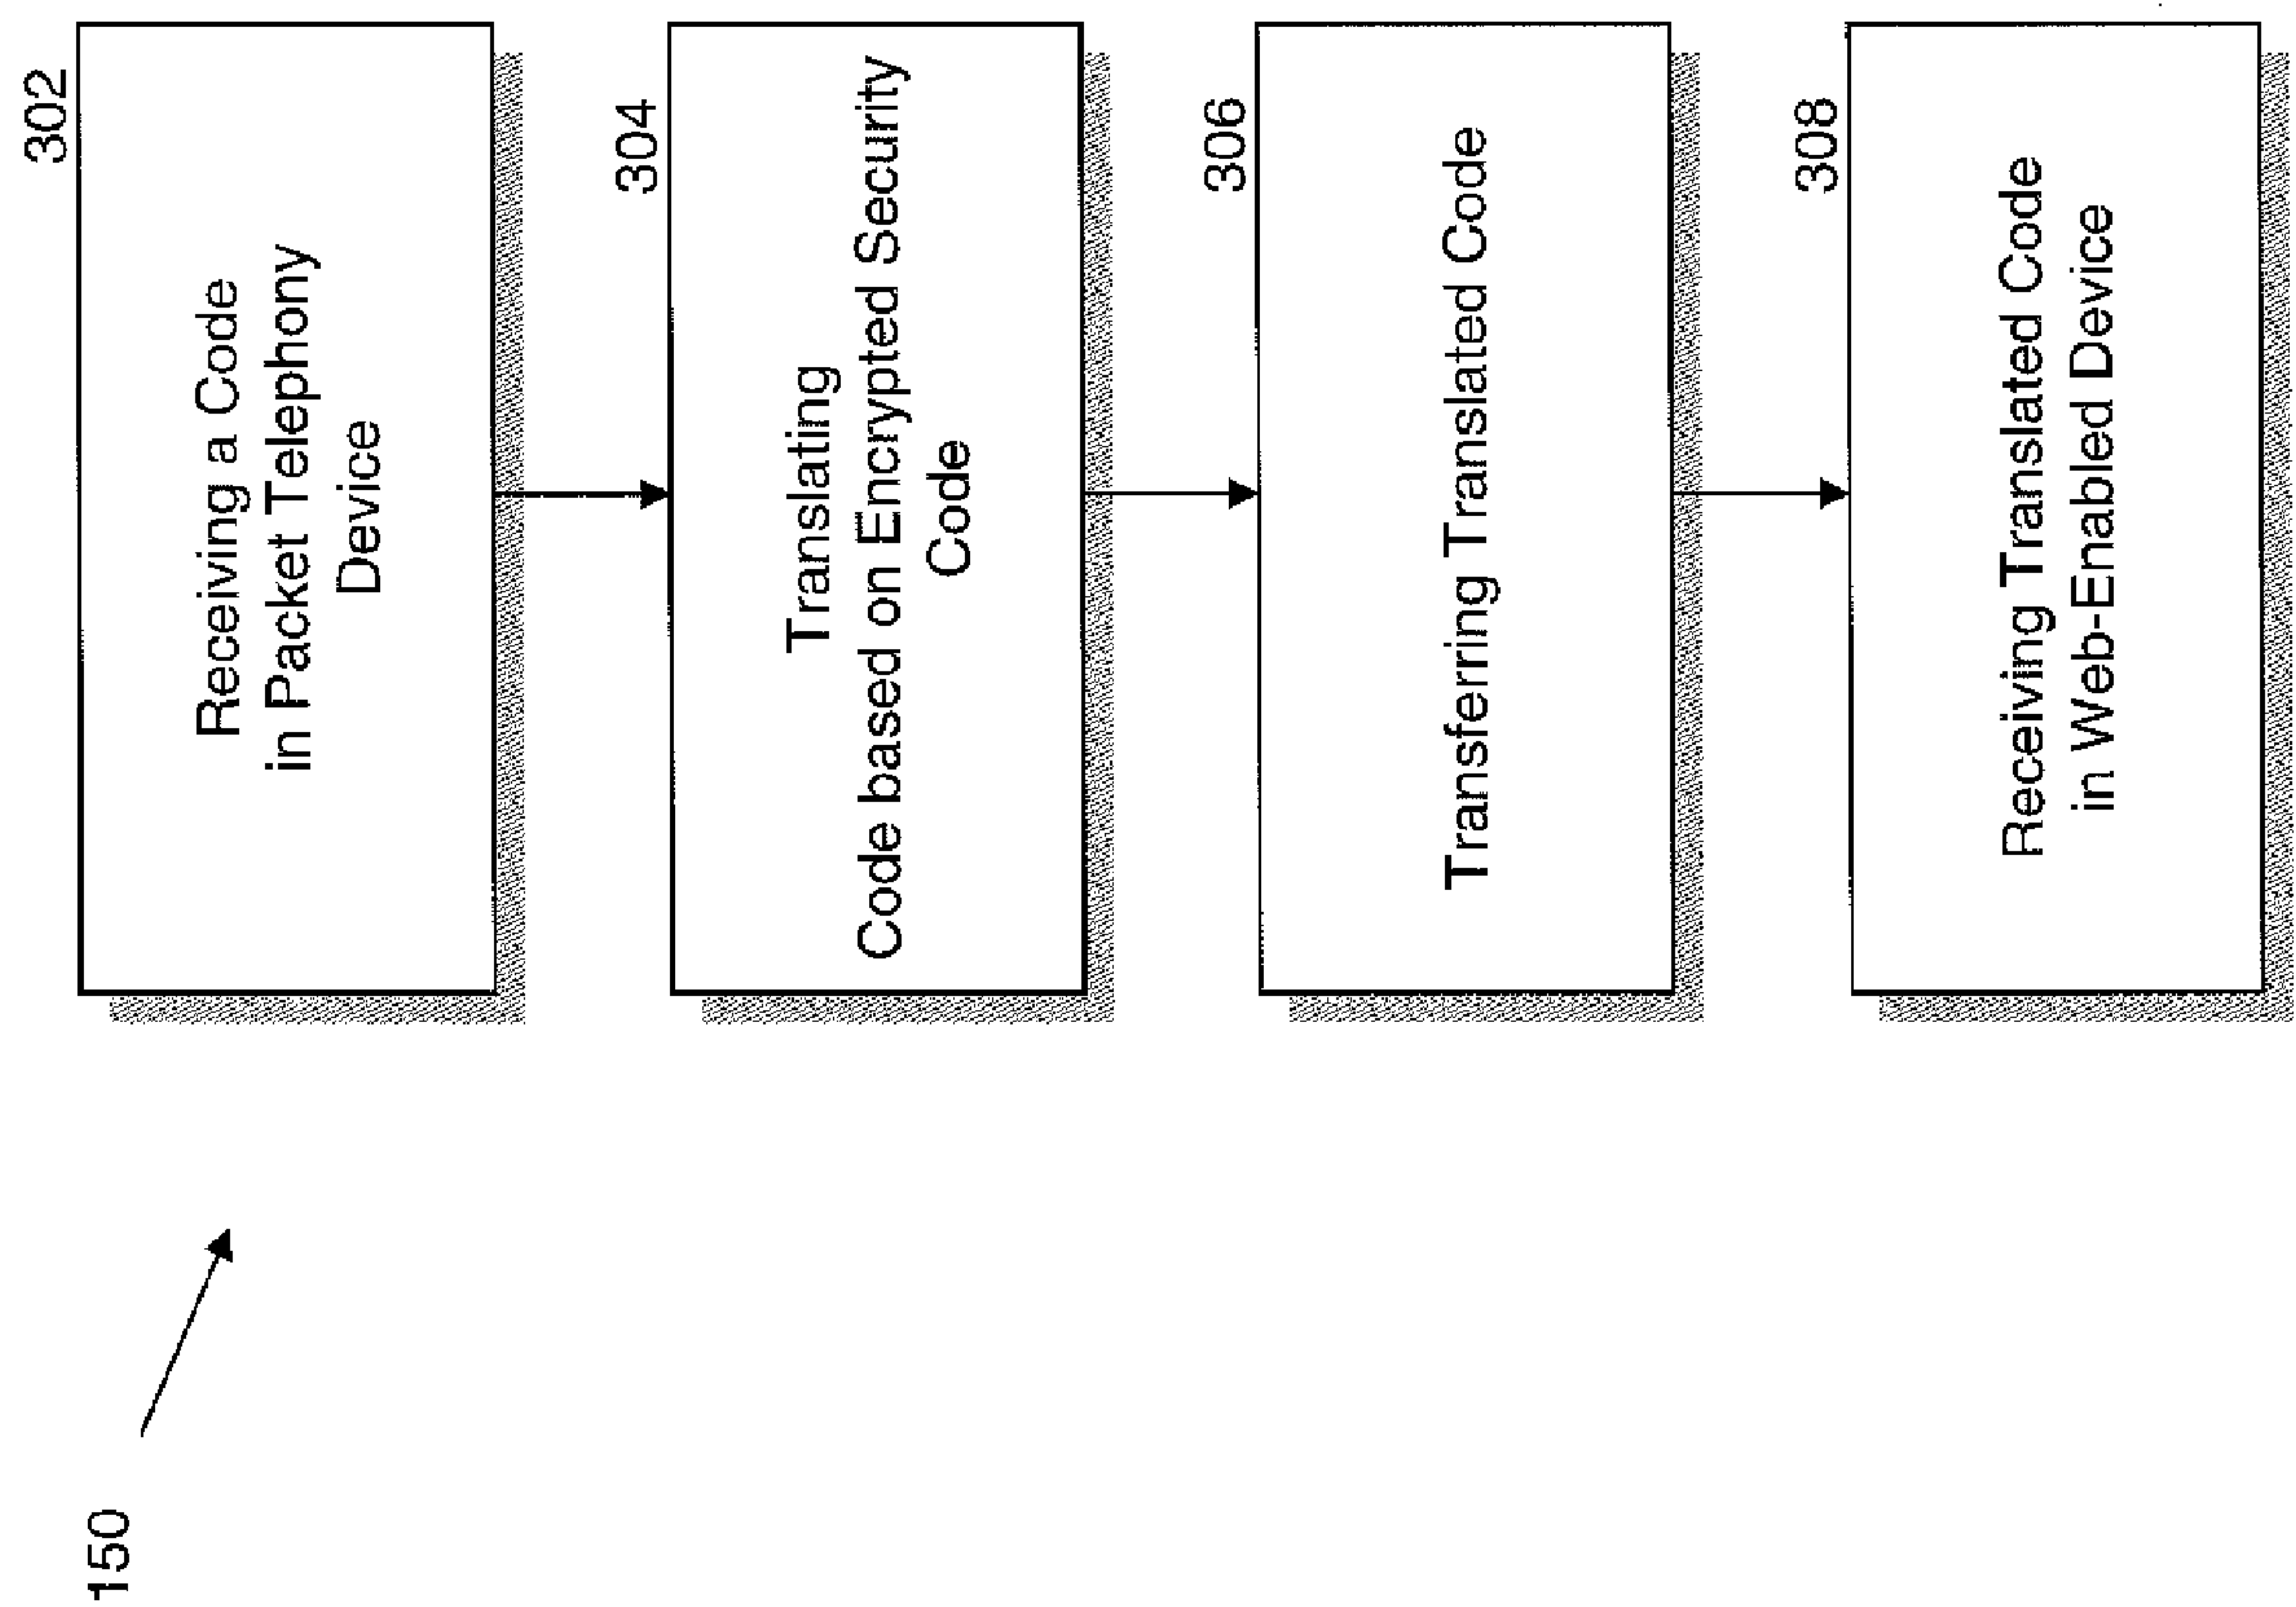 150
302
Receiving a Code
in Packet Telephony
Device
304
Translating
Code based on Encrypted Security
Code
306
Transferring Translated Code
308
Receiving Translated Code
in Web-Enabled Device